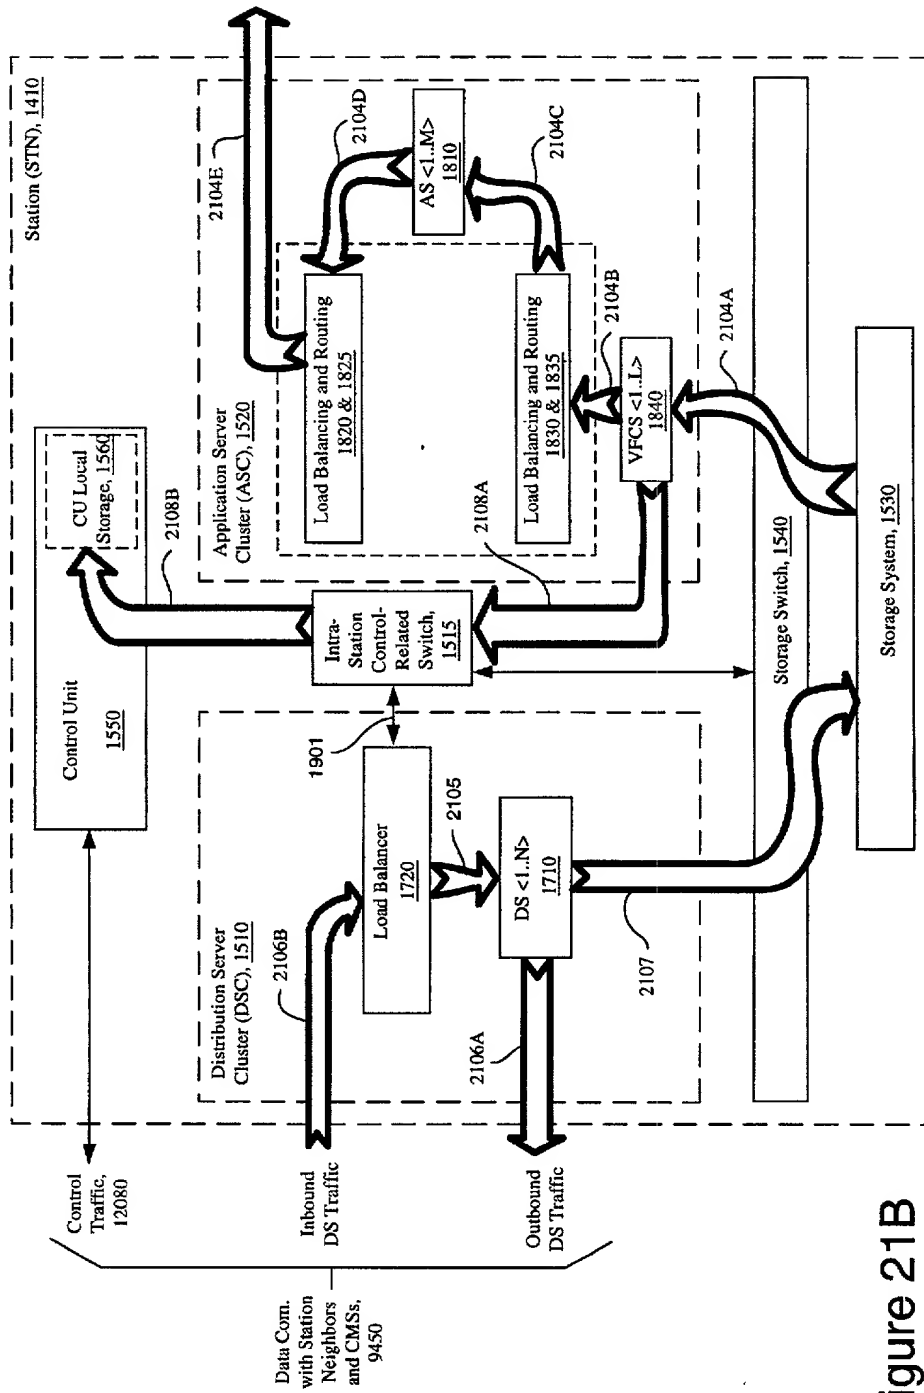 Station (STN), 1410
Control Unit
1550
CU Local
Storage, 1560
Control
Traffic,
12080
2108B
2104E
Application Server
Cluster (ASC), 1520
Load Balancing and Routing
1820 & 1825
2104D
AS <1..M>
1810
2104C
Load Balancing and Routing
1830 & 1835
2104B
VFCS <1..L>
1840
2104A
2108A
Intra-
Station
Control-
Related
Switch,
1515
1901
Distribution Server
Cluster (DSC), 1510
2106B
Load Balancer
1720
2105
DS <1..N>
1710
2106A
2107
Inbound
DS Traffic
Outbound
DS Traffic
Data Com.
with Station
Neighbors
and CMSs,
9450
Storage Switch, 1540
Storage System, 1530
igure 21B